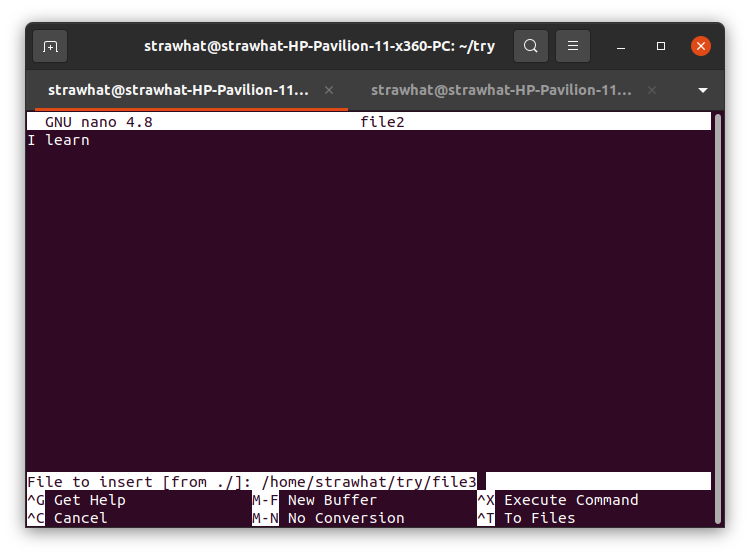 strawhat@strawhat-HP-Pavilion-11-x360-PC: ~/try
strawhat@strawhat-HP-Pavilion-11... strawhat@strawhat-HP-Pavilion-11...
GNU nano 4.8 file2
I learn
File to insert [from ./]: /home/strawhat/try/file3
^G Get Help M-F New Buffer ^X Execute Command
^C Cancel M-N No Conversion ^T To Files